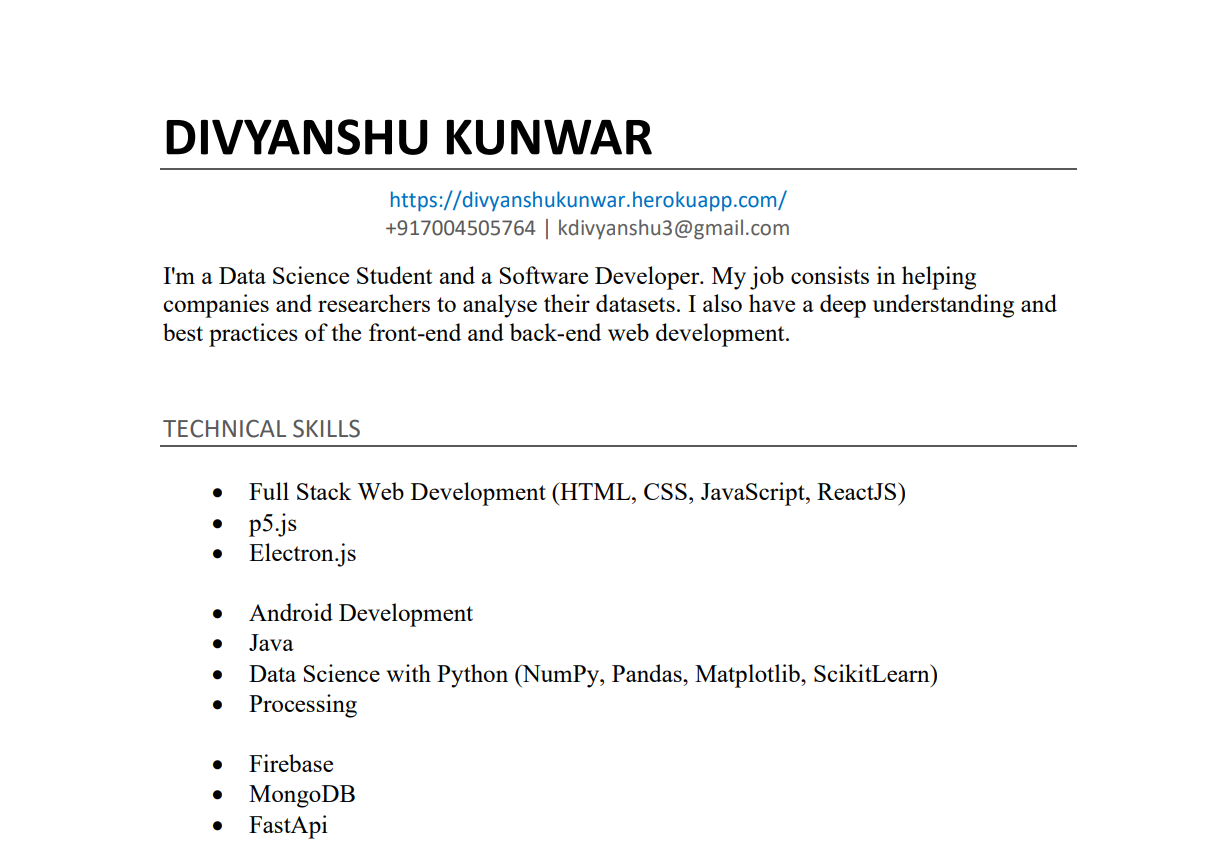 DIVYANSHU KUNWAR
https://divyanshukunwar.herokuapp.com/
+917004505764 | kdivyanshu3@gmail.com
I'm a Data Science Student and a Software Developer. My job consists in helping
companies and researchers to analyse their datasets. I also have a deep understanding and
best practices of the front-end and back-end web development.
TECHNICAL SKILLS
• Full Stack Web Development (HTML, CSS, JavaScript, ReactJS)
• p5.js
• Electron.js
• Android Development
• Java
• Data Science with Python (NumPy, Pandas, Matplotlib, ScikitLearn)
• Processing
• Firebase
• MongoDB
• FastApi